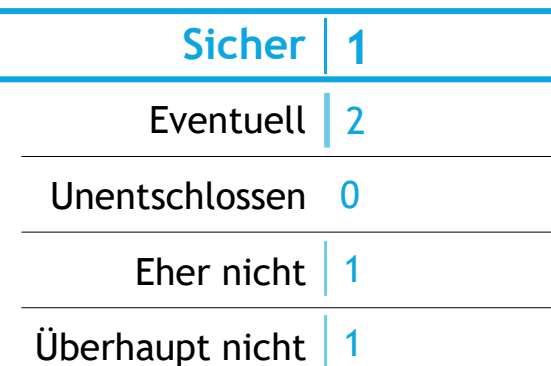 Sicher 1
Eventuell 2
Unentschlossen 0
Eher nicht 1
Überhaupt nicht 1